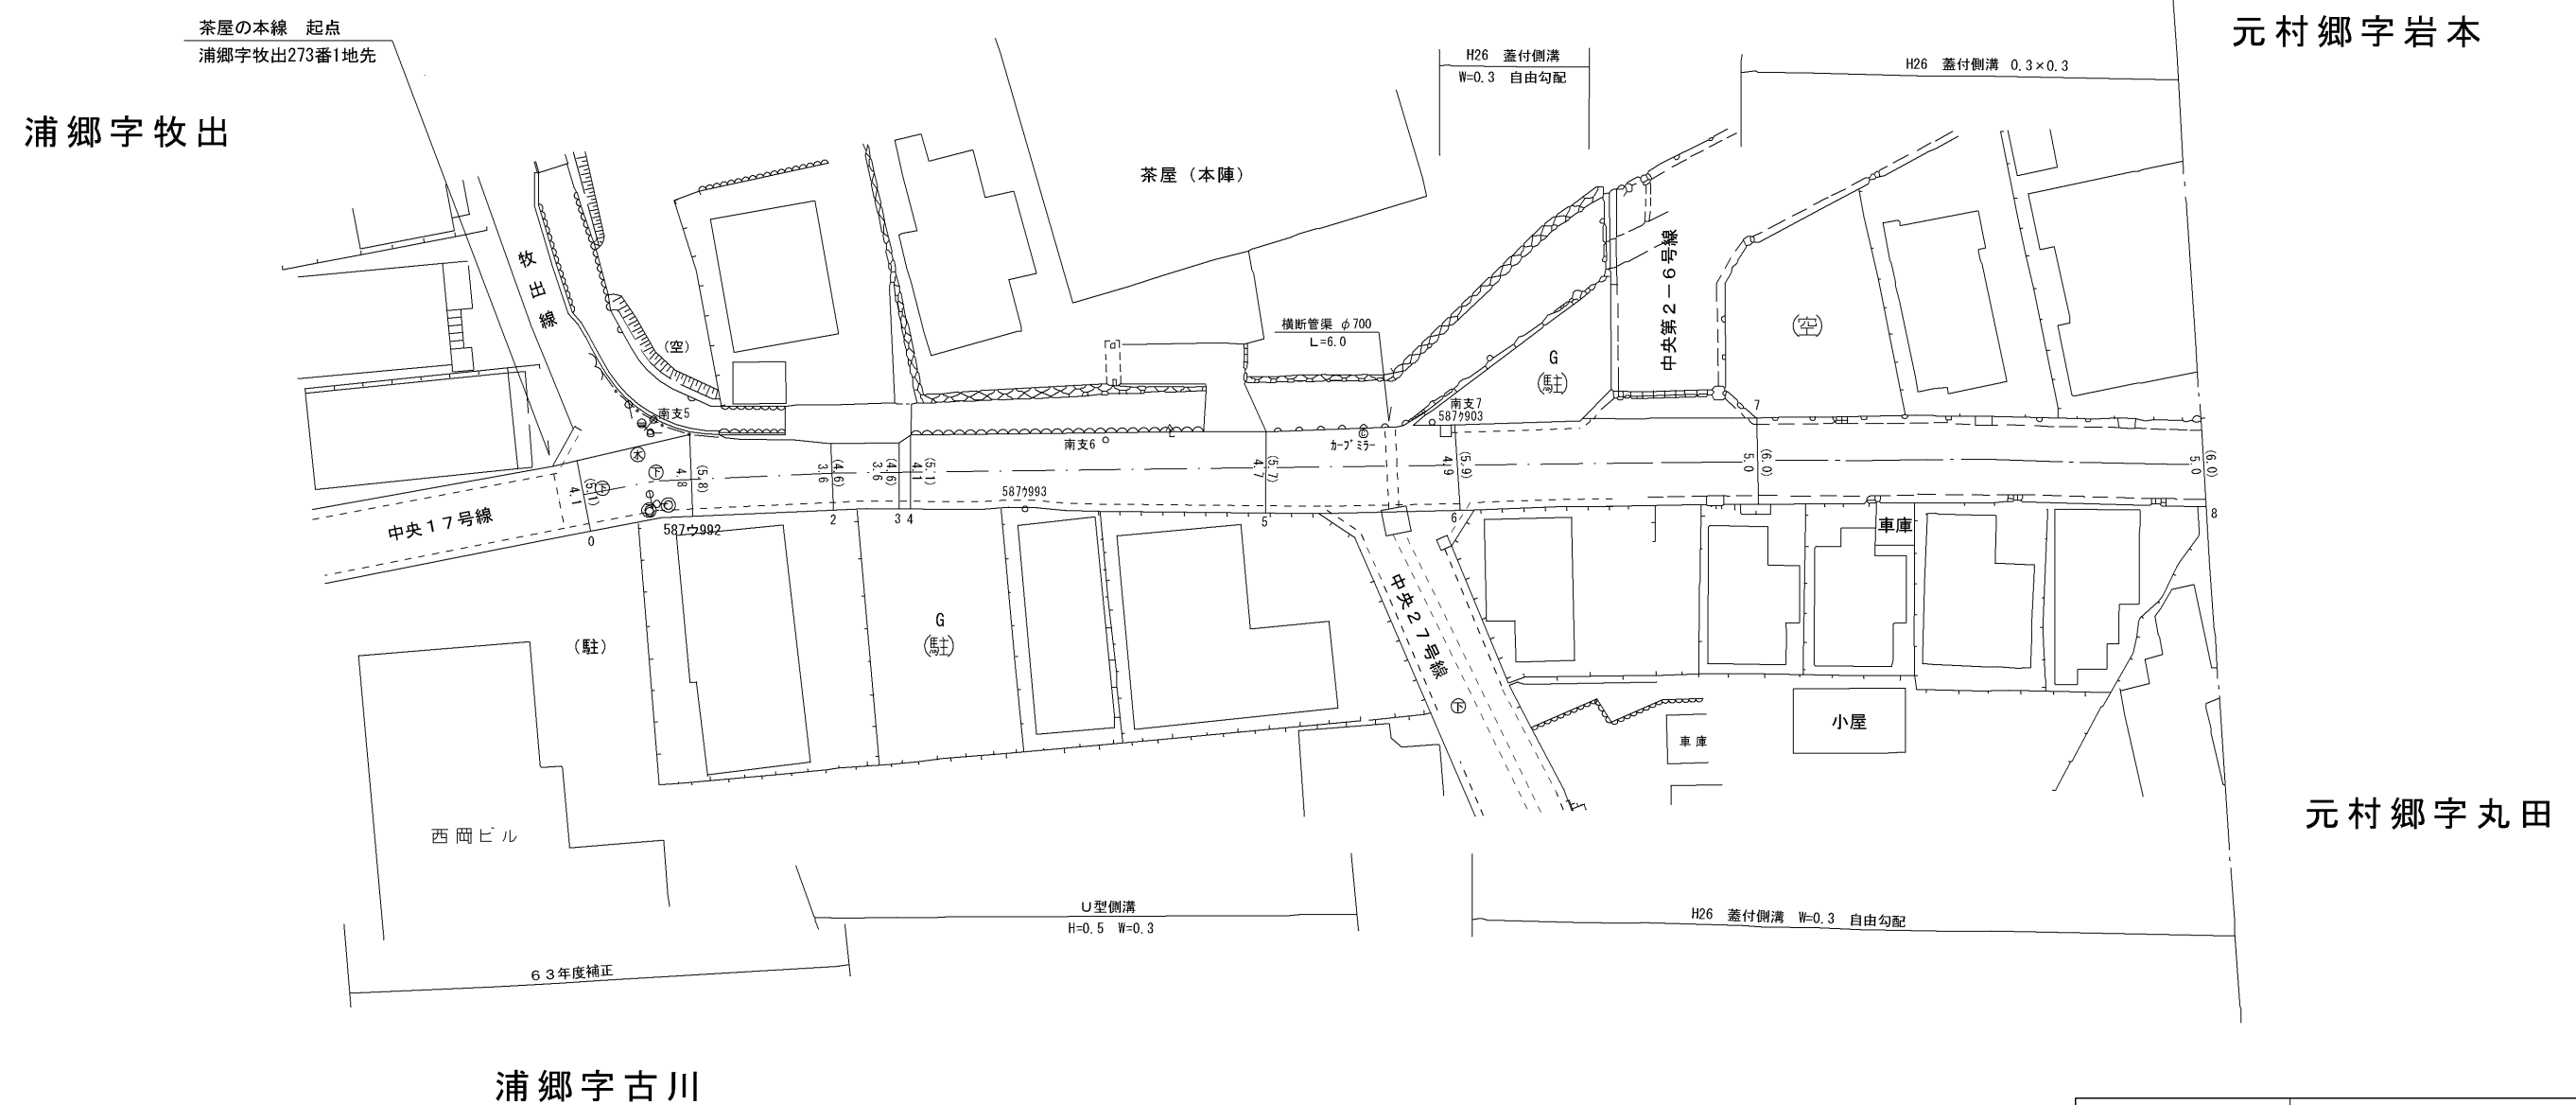 茶屋の本線　起点
浦郷字牧出273番1地先
元村郷字岩本
H26　蓋付側溝
W=0.3　自由勾配
H26　蓋付側溝　0.3×0.3
浦郷字牧出
茶屋（本陣）
牧出線
中央第２－６号線
横断管渠 φ700
L=6.0
(空)
(空)
G
(駐)
南支5
南支6
南支7
587ｳ903
ｶｰﾌﾞﾐﾗｰ
7
水
下
下
4.1
(5.1)
4.8
(5.8)
3.6
(4.6)
3.6
(4.6)
4.1
(5.1)
4.7
(5.7)
4.9
(5.9)
5.0
(6.0)
5.0
(6.0)
587ｳ993
中央１７号線
0
587ウ992
2
3
4
5
6
8
車庫
中央２７号線
G
(駐)
(駐)
下
車庫
小屋
元村郷字丸田
西岡ビル
U型側溝
H=0.5　W=0.3
H26　蓋付側溝　W=0.3　自由勾配
６３年度補正
浦郷字古川